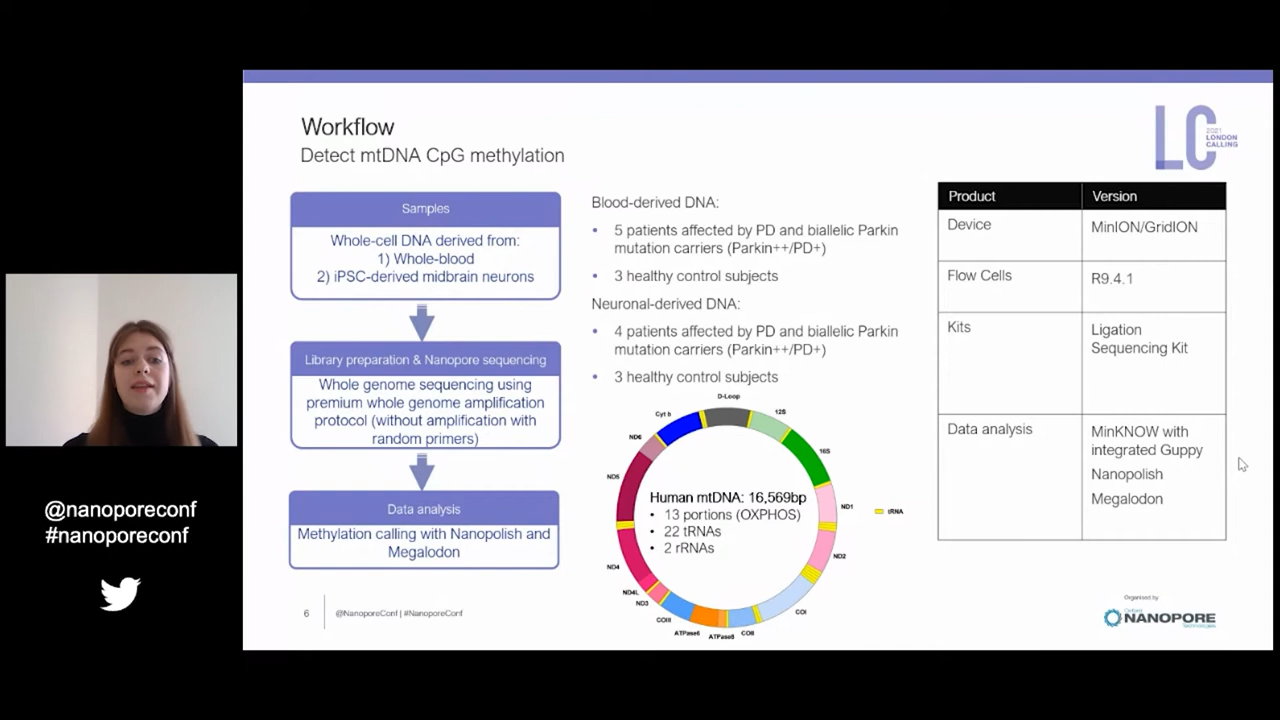 Workflow
Detect mtDNA CpG methylation
LC
2021
LONDON
CALLING
Samples
Whole-cell DNA derived from:
1) Whole-blood
2) iPSC-derived midbrain neurons
Library preparation & Nanopore sequencing
Whole genome sequencing using
premium whole genome amplification
protocol (without amplification with
random primers)
Data analysis
Methylation calling with Nanopolish and
Megalodon
Blood-derived DNA:
• 5 patients affected by PD and biallelic Parkin
mutation carriers (Parkin++/PD+)
• 3 healthy control subjects
Neuronal-derived DNA:
• 4 patients affected by PD and biallelic Parkin
mutation carriers (Parkin++/PD+)
• 3 healthy control subjects
D-Loop
Cyt b
12S
ND6
16S
ND5
ND1
tRNA
Human mtDNA: 16,569bp
• 13 portions (OXPHOS)
• 22 tRNAs
• 2 rRNAs
ND2
ND4
ND4L
ND3
COI
COIII
ATPase6
ATPase8
COII
Product Version
Device MinION/GridION
Flow Cells R9.4.1
Kits Ligation
Sequencing Kit
Data analysis MinKNOW with
integrated Guppy
Nanopolish
Megalodon
@nanoporeconf
#nanoporeconf
6 @NanoporeConf | #NanoporeConf
Organised by
Oxford
NANOPORE
Technologies